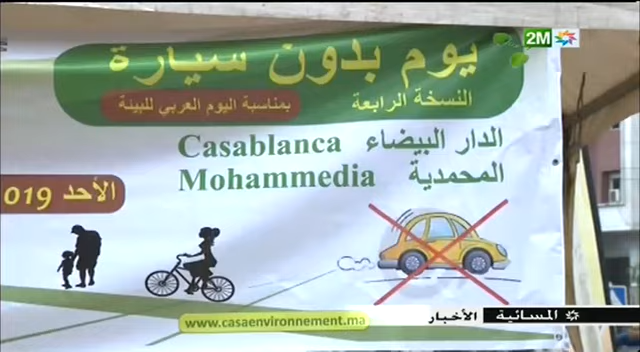 2M
يوم بدون سيارة
النسخة الرابعة
بمناسبة اليوم العربي للبيئة
Casablanca الدار البيضاء
Mohammedia المحمدية
الأحد 019
www.casaenvironnement.ma
المسائية
الأخبار